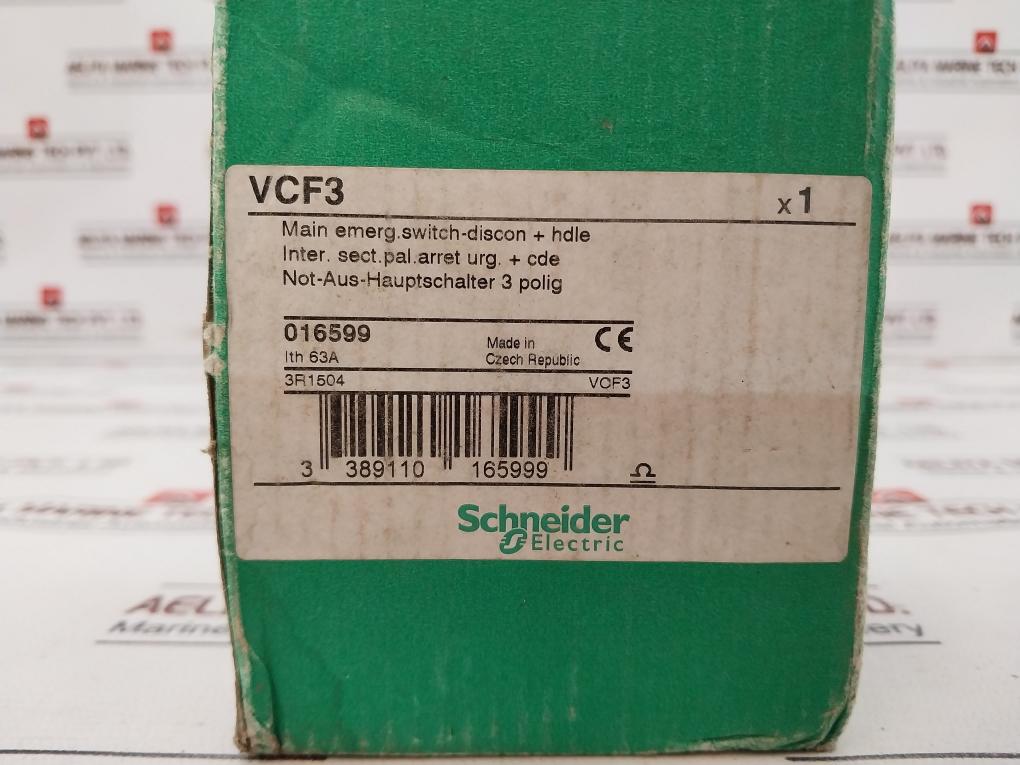 VCF3
x 1
Main emerg.switch-discon + hdle
Inter. sect.pal.arret urg. + cde
Not-Aus-Hauptschalter 3 polig
016599
Ith 63A
Made in
Czech Republic
CE
3R1504
VCF3
3 389110 165999
Schneider
Electric